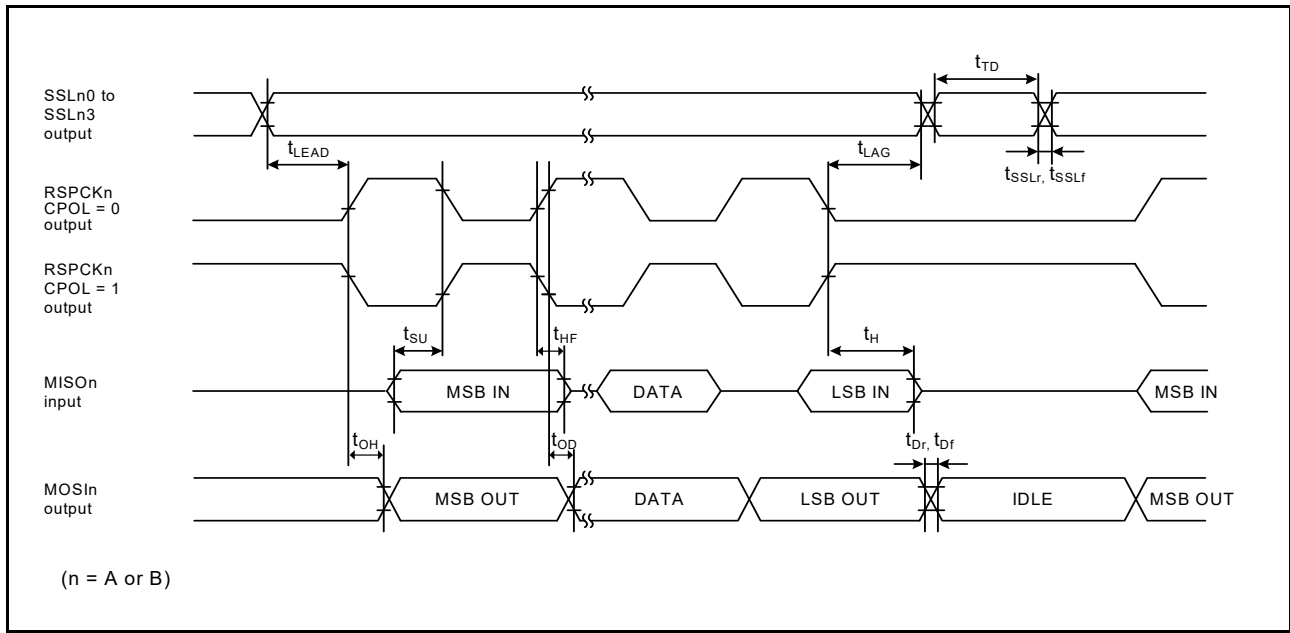 SSLn0 to
SSLn3
output
tTD
tLEAD
tLAG
tSSLr, tSSLf
RSPCKn
CPOL = 0
output
RSPCKn
CPOL = 1
output
tSU
tHF
tH
MISOn
input
MSB IN
DATA
LSB IN
MSB IN
tOH
tOD
tDr, tDf
MOSIn
output
MSB OUT
DATA
LSB OUT
IDLE
MSB OUT
(n = A or B)